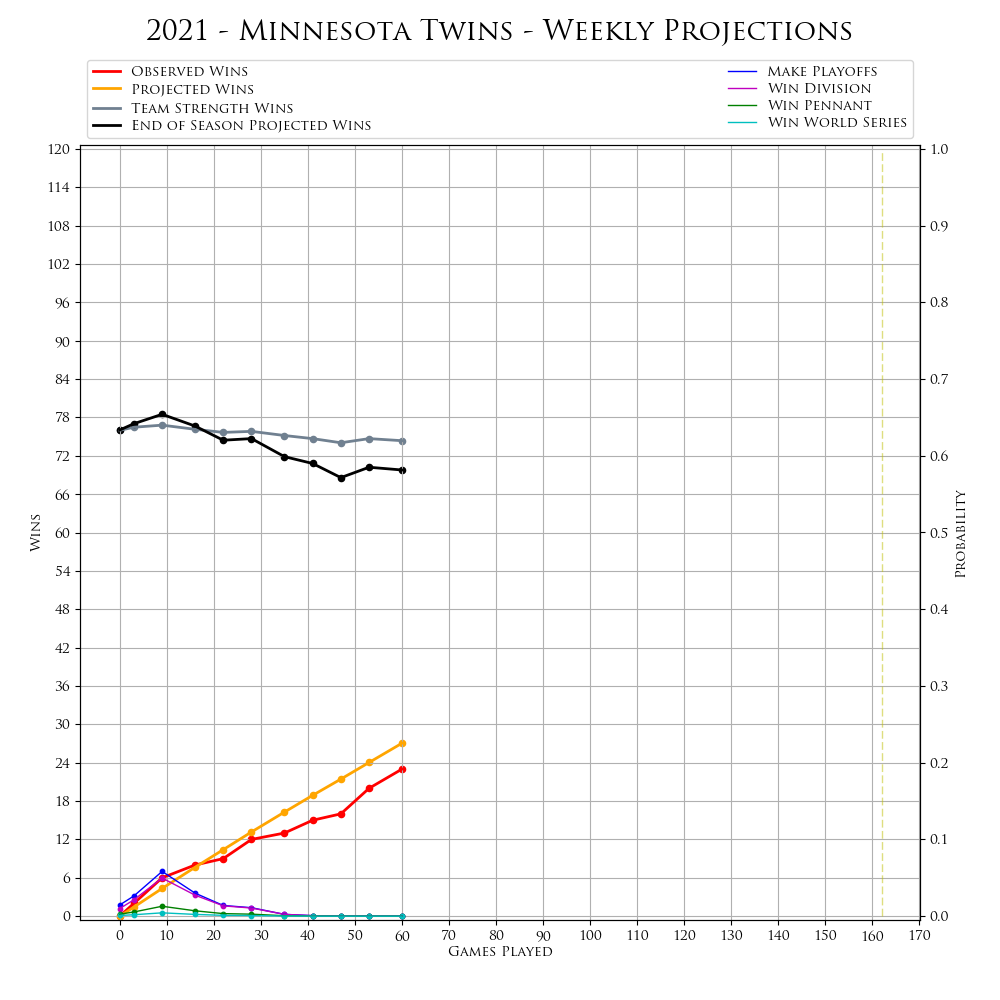 2021 - Minnesota Twins - Weekly Projections
Observed Wins
Projected Wins
Team Strength Wins
End of Season Projected Wins
Make Playoffs
Win Division
Win Pennant
Win World Series
120
114
108
102
96
90
84
78
72
66
60
54
48
42
36
30
24
18
12
6
0
Wins
1.0
0.9
0.8
0.7
0.6
0.5
0.4
0.3
0.2
0.1
0.0
Probability
0 10 20 30 40 50 60 70 80 90 100 110 120 130 140 150 160 170
Games Played